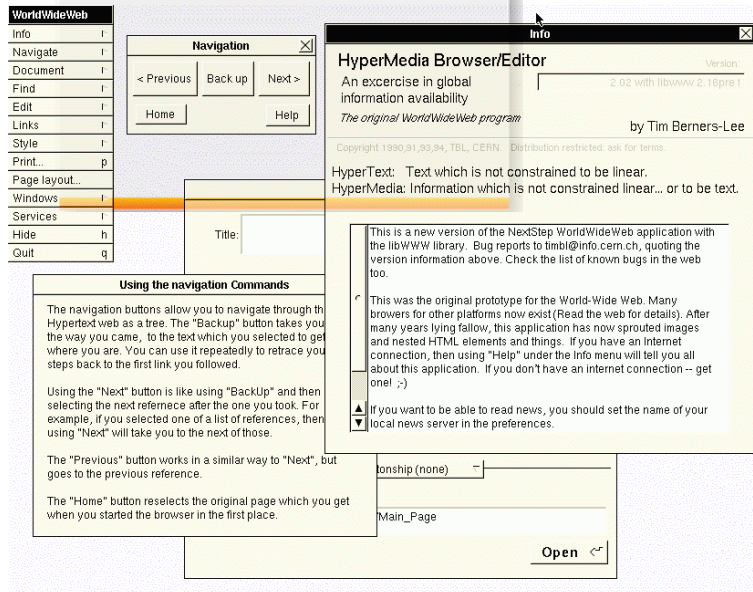 WorldWideWeb
Info
Navigate
Document
Find
Edit
Links
Style
Print... p
Page layout...
Windows
Services
Hide h
Quit q
Navigation
< Previous Back up Next >
Home Help
Title:
Using the navigation Commands
The navigation buttons allow you to navigate through th
Hypertext web as a tree. The "Backup" button takes you
the way you came, to the text which you selected to get
where you are. You can use it repeatedly to retrace you
steps back to the first link you followed.
Using the "Next" button is like using "BackUp" and then
selecting the next refernece after the one you took. For
example, if you selected one of a list of references, then
using "Next" will take you to the next of those.
The "Previous" button works in a similar way to "Next", but
goes to the previous reference.
The "Home" button reselects the original page which you get
when you started the browser in the first place.
Info
HyperMedia Browser/Editor
Version:
An excercise in global
information availability
2.02 with libwww 2.16pre1
The original WorldWideWeb program
by Tim Berners-Lee
Copyright 1990,91,93,94, TBL, CERN. Distribution restricted: ask for terms.
HyperText: Text which is not constrained to be linear.
HyperMedia: Information which is not constrained linear... or to be text.
This is a new version of the NextStep WorldWideWeb application with
the libWWW library. Bug reports to timbl@info.cern.ch, quoting the
version information above. Check the list of known bugs in the web
too.
This was the original prototype for the World-Wide Web. Many
browsers for other platforms now exist (Read the web for details). After
many years lying fallow, this application has now sprouted images
and nested HTML elements and things. If you have an Internet
connection, then using "Help" under the Info menu will tell you all
about this application. If you don't have an internet connection -- get
one! ;-)
If you want to be able to read news, you should set the name of your
local news server in the preferences.
tonship (none)
/Main_Page
Open